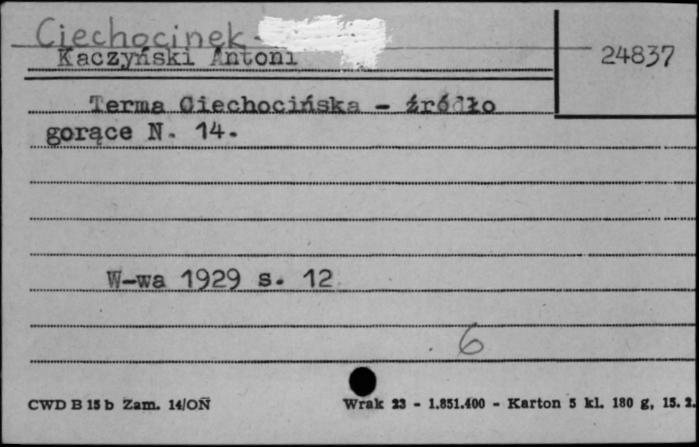 Ciechocinek
24837
Kaczyński Antoni
Terma Ciechocińska - źródło
gorące N. 14.
W-wa 1929 s. 12
6
CWD B 15 b Zam. 14/OŃ
Wrak 23 - 1.851.400 - Karton 5 kl. 180 g, 15. 2.